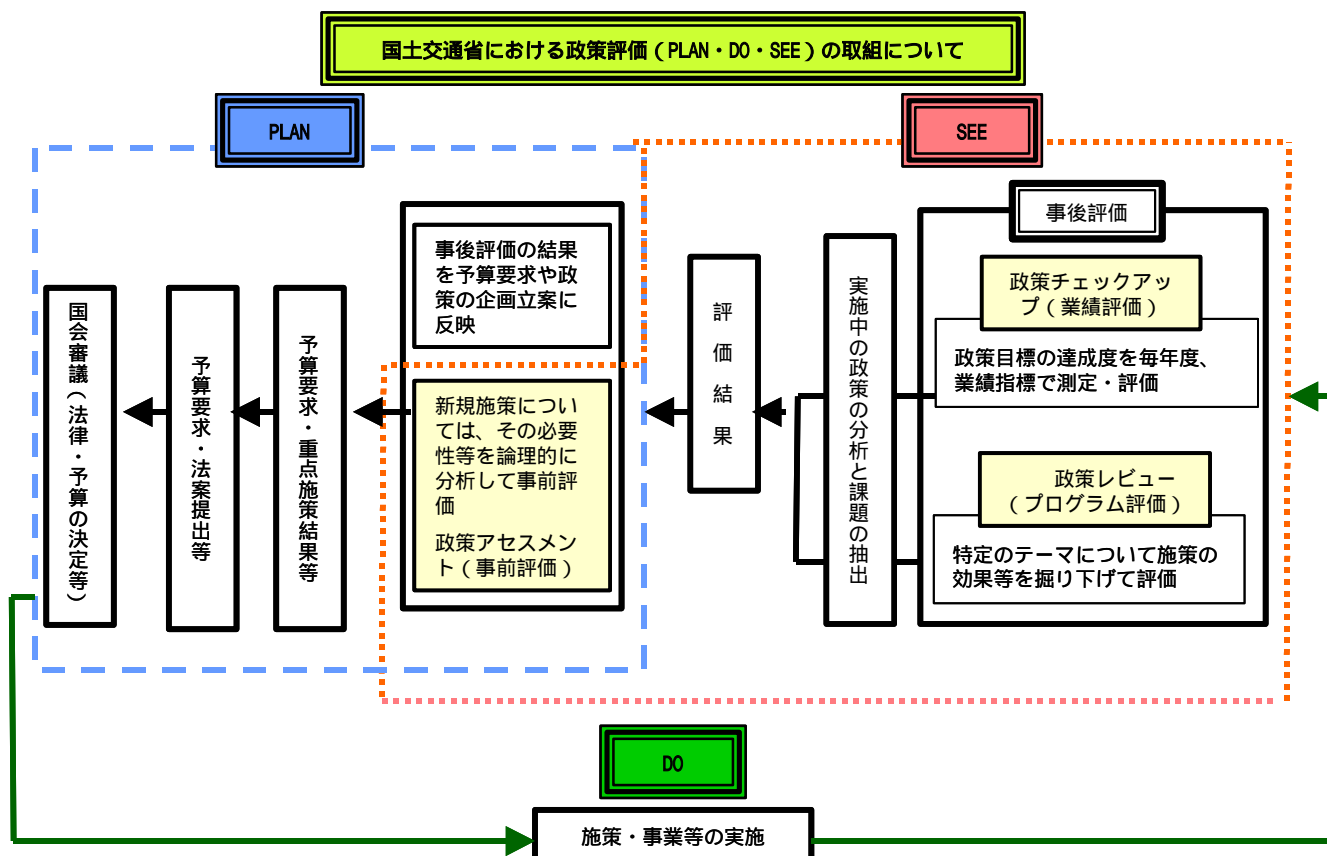 国土交通省における政策評価（PLAN・DO・SEE）の取組について
PLAN
SEE
事後評価
政策チェックアッ
プ（業績評価）
政策目標の達成度を毎年度、
業績指標で測定・評価
政策レビュー
（プログラム評価）
特定のテーマについて施策の
効果等を掘り下げて評価
実施中の政策の分析と課題の抽出
評価結果
事後評価の結果
を予算要求や政
策の企画立案に
反映
新規施策につい
ては、その必要
性等を論理的に
分析して事前評
価
政策アセスメン
ト（事前評価）
予算要求・重点施策結果等
予算要求・法案提出等
国会審議（法律・予算の決定等）
DO
施策・事業等の実施